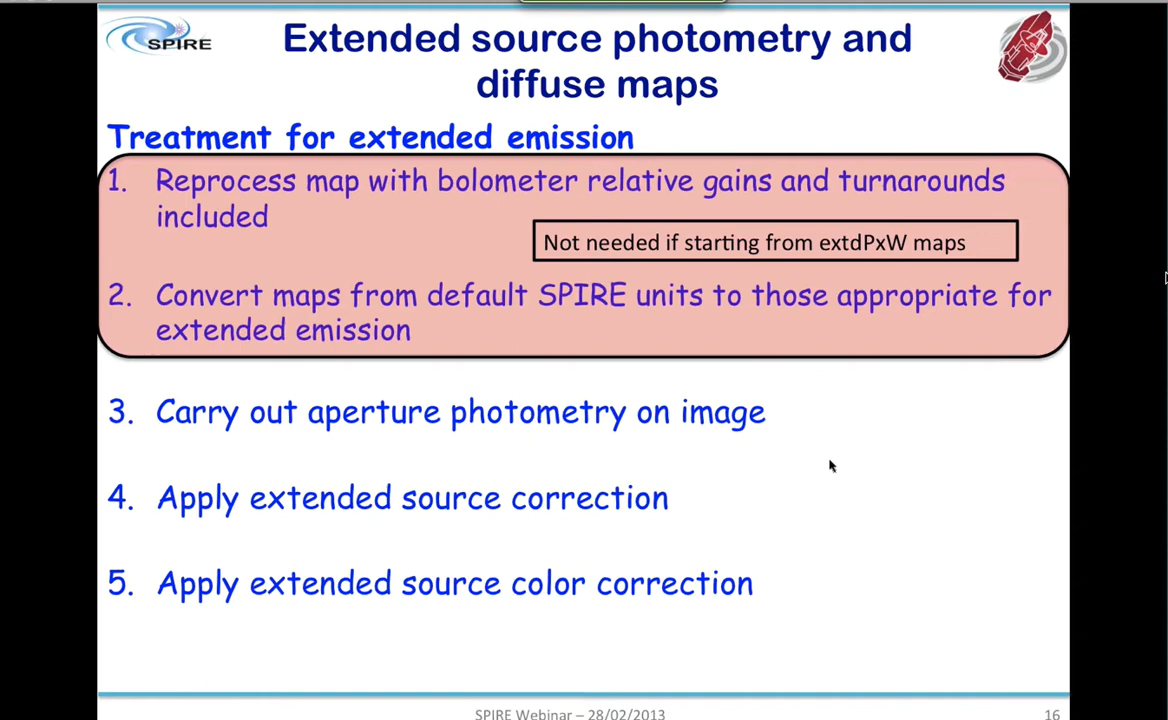 SPIRE
Extended source photometry and
diffuse maps
Treatment for extended emission
1. Reprocess map with bolometer relative gains and turnarounds
included
Not needed if starting from extdPxW maps
2. Convert maps from default SPIRE units to those appropriate for
extended emission
3. Carry out aperture photometry on image
4. Apply extended source correction
5. Apply extended source color correction
SPIRE Webinar – 28/02/2013
16